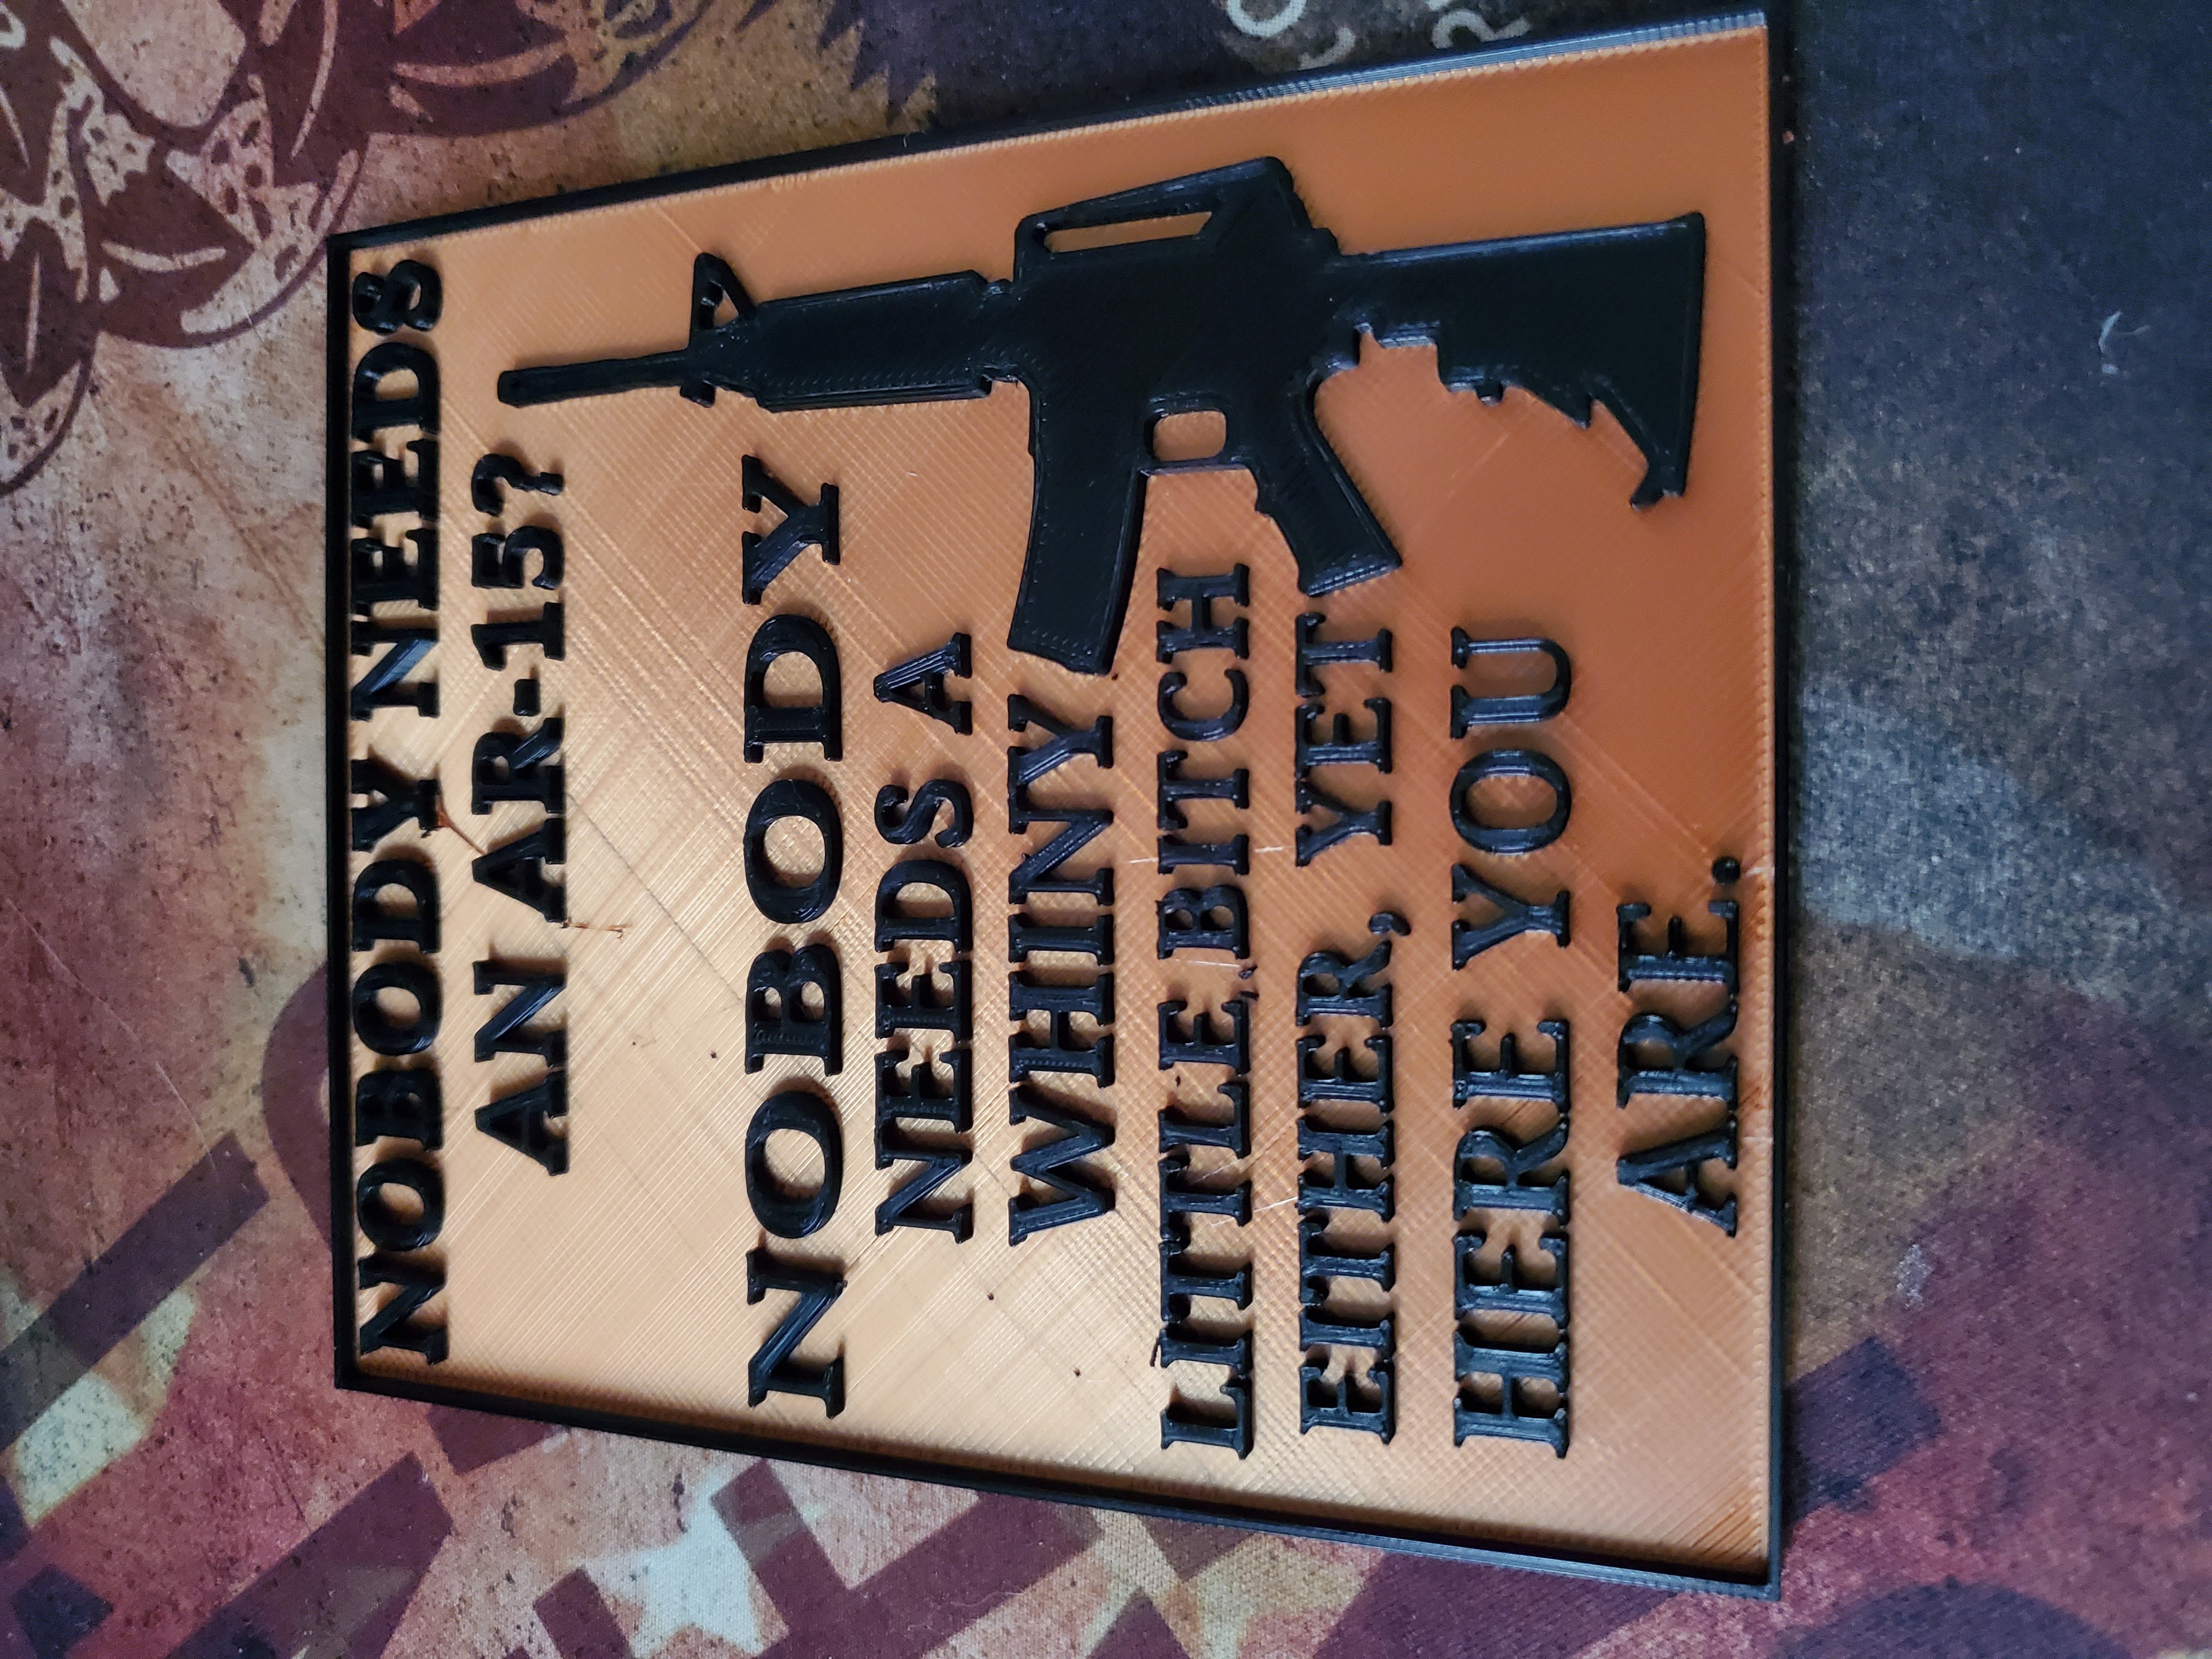 NOBODY NEEDS
AN AR-15?
NOBODY
NEEDS A
WHINY
LITTLE BITCH
EITHER, YET
HERE YOU
ARE.